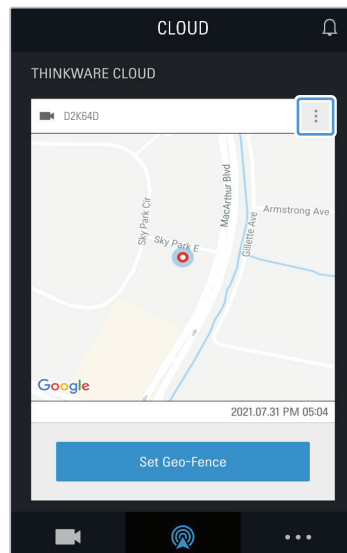 CLOUD
THINKWARE CLOUD
D2K64D
MacArthur Blvd
Sky Park Cir
Armstrong Ave
Gillette Ave
Sky Park E
Google
2021.07.31 PM 05:04
Set Geo-Fence